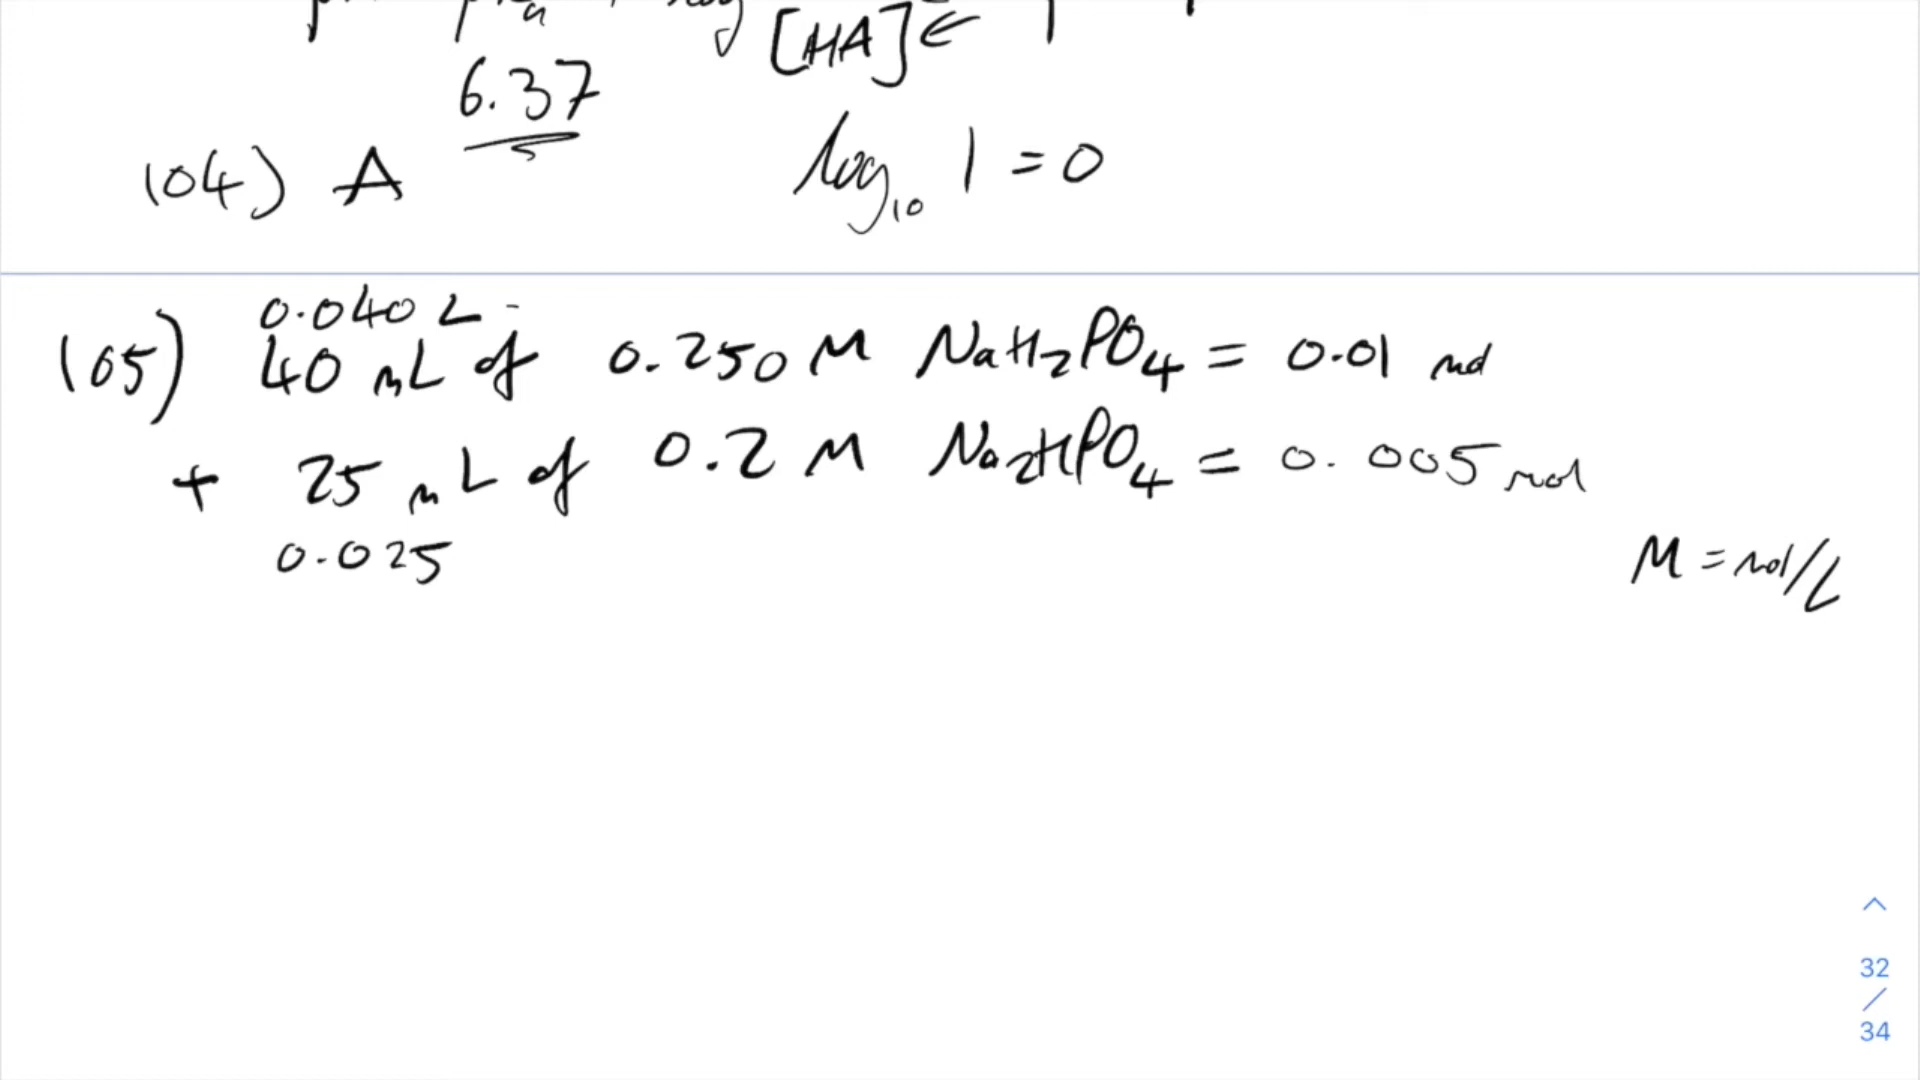 [HA]
6.37
104) A log₁₀ 1 = 0
105) 0.040 L
40 mL of 0.250 M NaH₂PO₄ = 0.01 mol
+ 25 mL of 0.2 M Na₂HPO₄ = 0.005 mol
0.025
M = mol/L
32
/
34